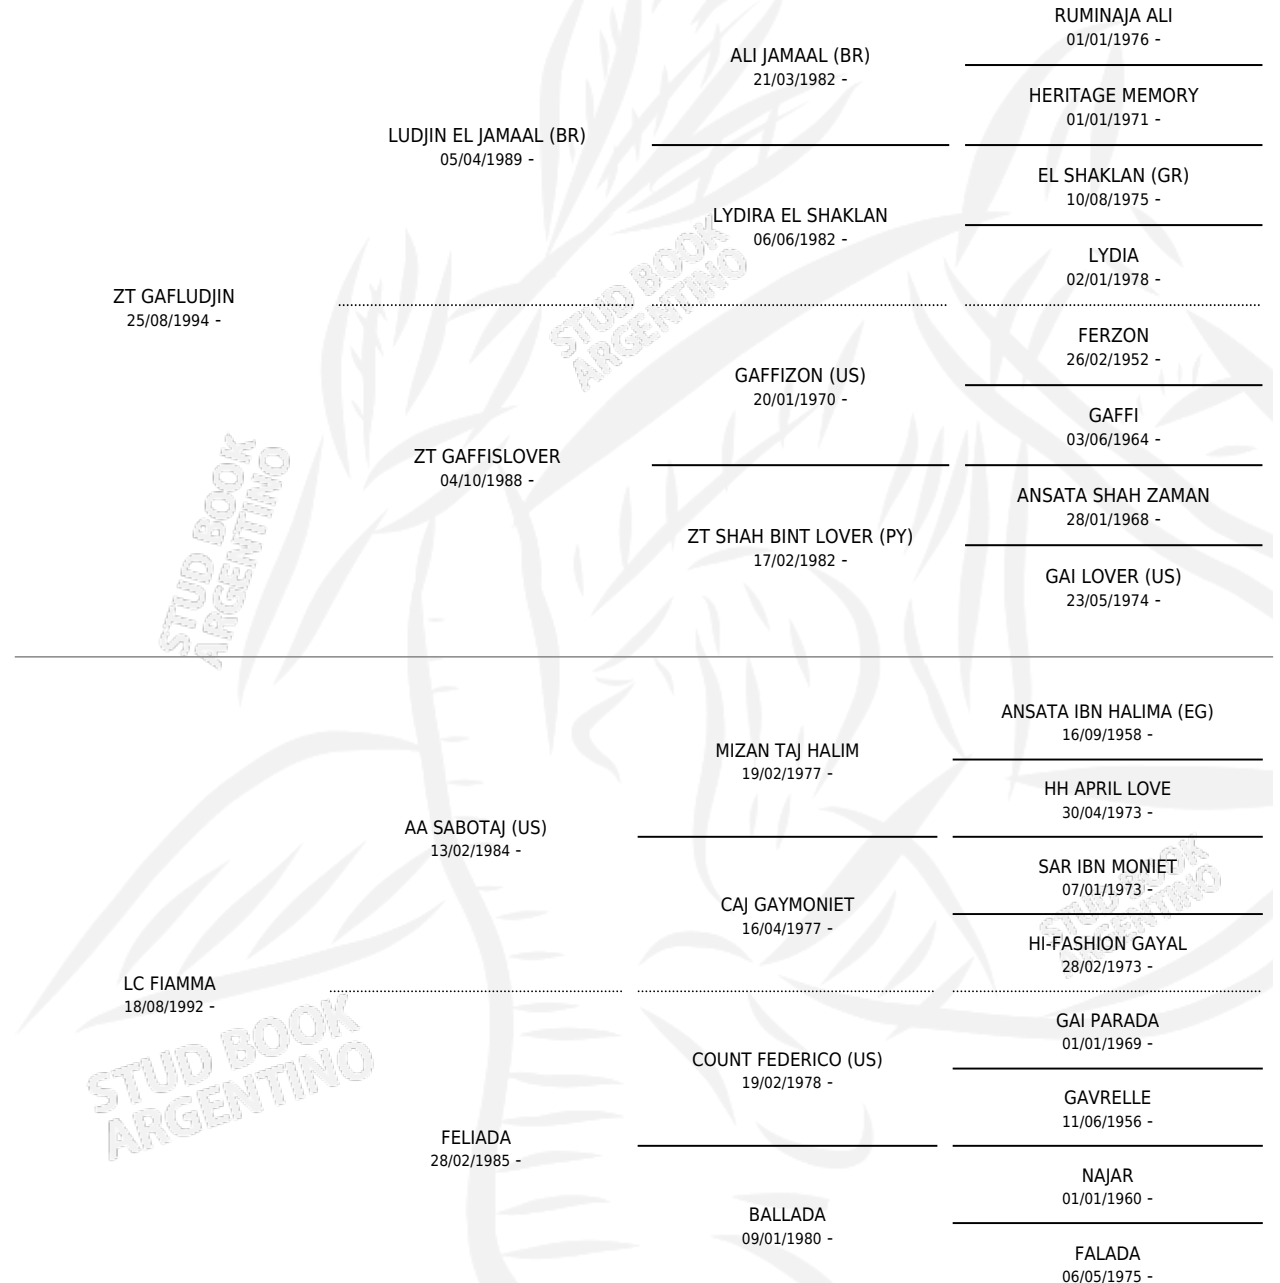 RUMINAJA ALI
01/01/1976 -
ALI JAMAAL (BR)
21/03/1982 -
HERITAGE MEMORY
01/01/1971 -
LUDJIN EL JAMAAL (BR)
05/04/1989 -
EL SHAKLAN (GR)
10/08/1975 -
LYDIRA EL SHAKLAN
06/06/1982 -
LYDIA
02/01/1978 -
ZT GAFLUDJIN
25/08/1994 -
FERZON
26/02/1952 -
GAFFIZON (US)
20/01/1970 -
GAFFI
03/06/1964 -
ZT GAFFISLOVER
04/10/1988 -
ANSATA SHAH ZAMAN
28/01/1968 -
ZT SHAH BINT LOVER (PY)
17/02/1982 -
GAI LOVER (US)
23/05/1974 -
STUD BOOK
ARGENTINO
STUD BOOK
ARGENTINO
ANSATA IBN HALIMA (EG)
16/09/1958 -
MIZAN TAJ HALIM
19/02/1977 -
HH APRIL LOVE
30/04/1973 -
AA SABOTAJ (US)
13/02/1984 -
SAR IBN MONIET
07/01/1973 -
CAJ GAYMONIET
16/04/1977 -
HI-FASHION GAYAL
28/02/1973 -
STUD BOOK
ARGENTINO
LC FIAMMA
18/08/1992 -
GAI PARADA
01/01/1969 -
COUNT FEDERICO (US)
19/02/1978 -
GAVRELLE
11/06/1956 -
FELIADA
28/02/1985 -
NAJAR
01/01/1960 -
BALLADA
09/01/1980 -
FALADA
06/05/1975 -
STUD BOOK
ARGENTINO